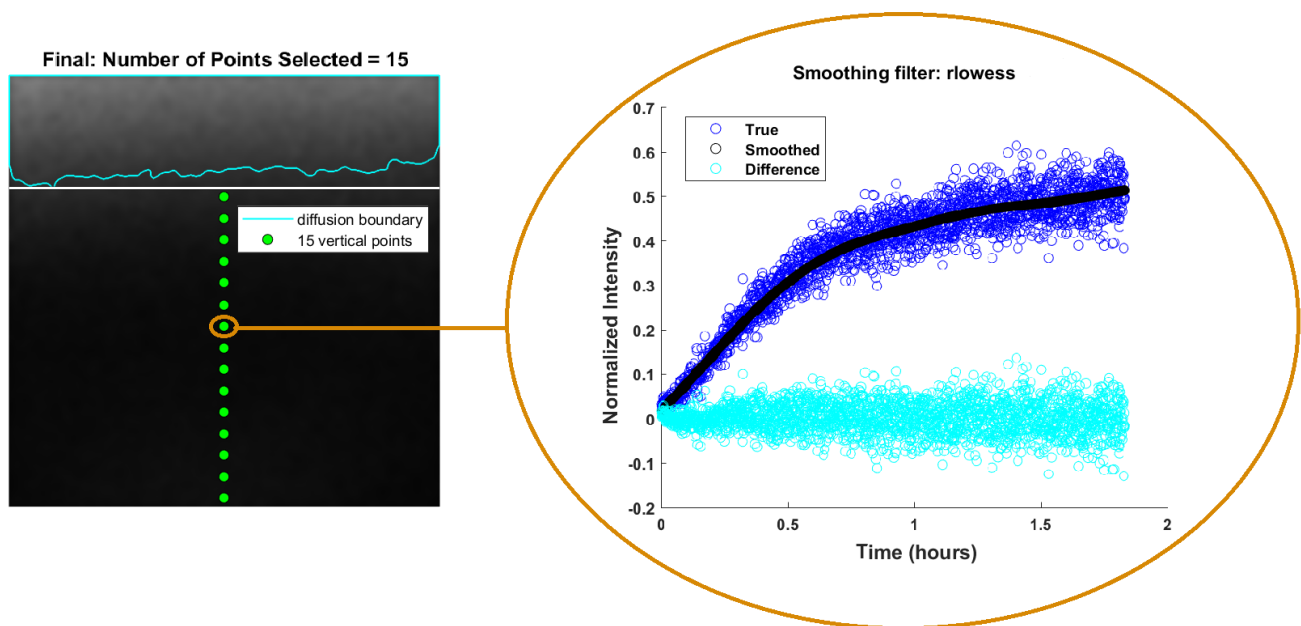 Final: Number of Points Selected = 15
diffusion boundary
15 vertical points
Smoothing filter: rlowess
True
Smoothed
Difference
Normalized Intensity
0.7
0.6
0.5
0.4
0.3
0.2
0.1
0
-0.1
-0.2
0
0.5
1
1.5
2
Time (hours)